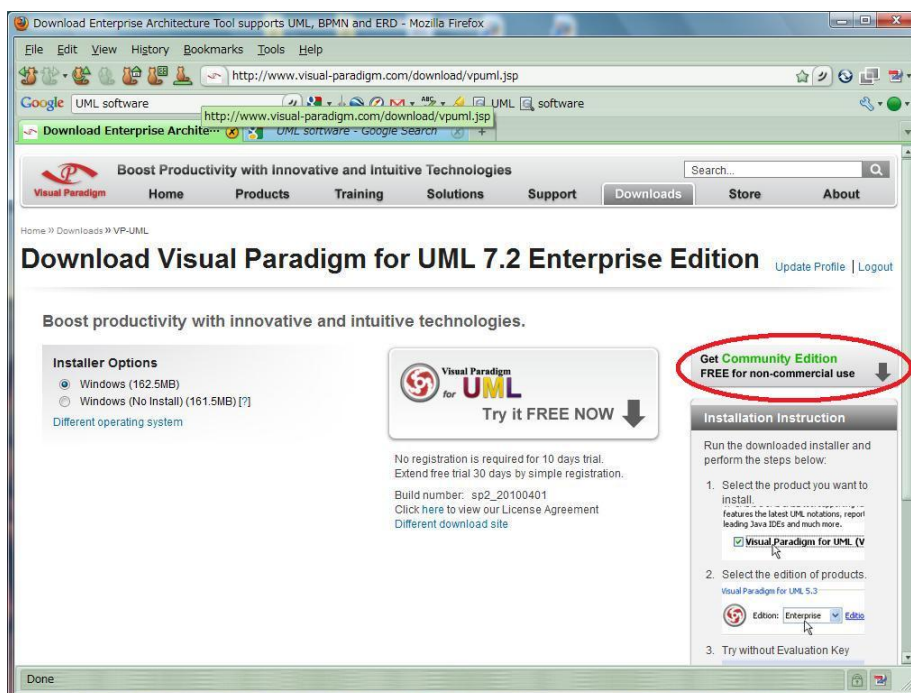 Download Enterprise Architecture Tool supports UML, BPMN and ERD - Mozilla Firefox
File Edit View History Bookmarks Tools Help
http://www.visual-paradigm.com/download/vpuml.jsp
Google UML software UML software
http://www.visual-paradigm.com/download/vpuml.jsp
Download Enterprise Archite··· UML software - Google Search
Boost Productivity with Innovative and Intuitive Technologies
Search...
Visual Paradigm
Home Products Training Solutions Support Downloads Store About
Home » Downloads » VP-UML
Download Visual Paradigm for UML 7.2 Enterprise Edition
Update Profile | Logout
Boost productivity with innovative and intuitive technologies.
Installer Options
Windows (162.5MB)
Windows (No Install) (161.5MB) [?]
Different operating system
Visual Paradigm
for UML
Try it FREE NOW
No registration is required for 10 days trial.
Extend free trial 30 days by simple registration.
Build number: sp2_20100401
Click here to view our License Agreement
Different download site
Get Community Edition
FREE for non-commercial use
Installation Instruction
Run the downloaded installer and
perform the steps below:
1. Select the product you want to
install.
features the latest UML notations, report
leading Java IDEs and much more.
Visual Paradigm for UML (V
2. Select the edition of products.
Visual Paradigm for UML 5.3
Edition: Enterprise Editio
3. Try without Evaluation Key
Done